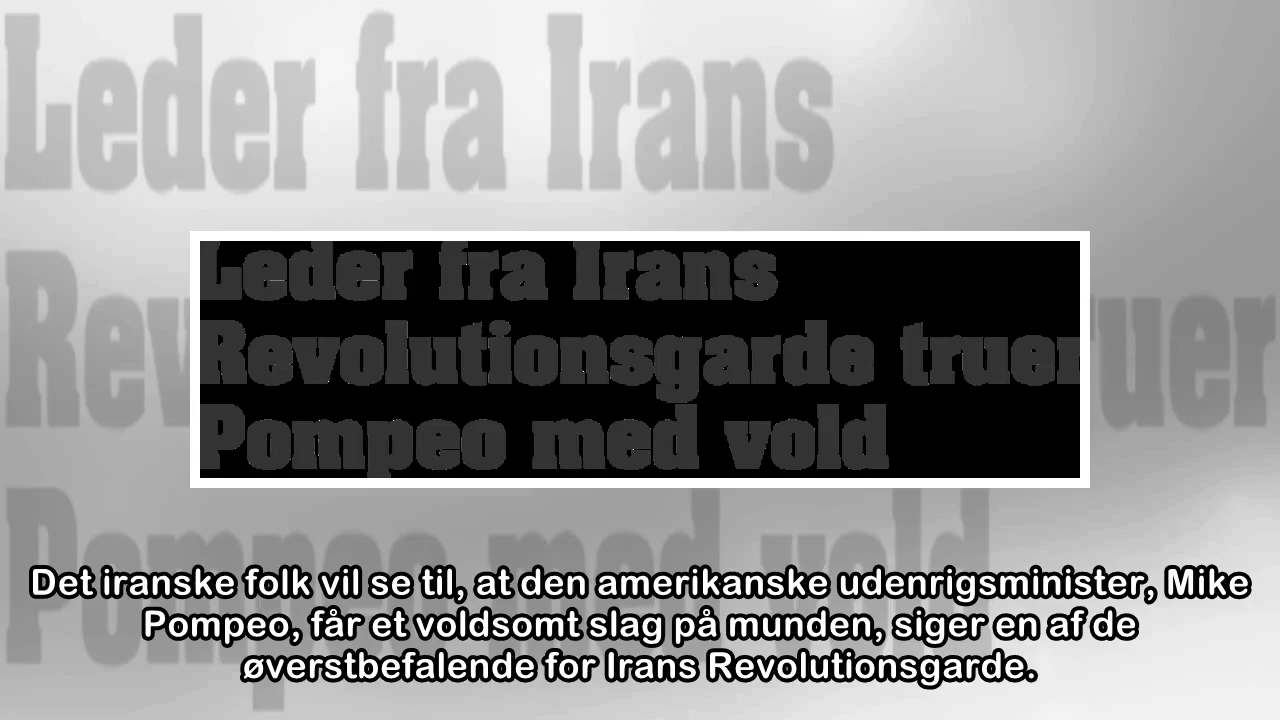 Leder fra Irans
Revolutionsgarde truer
Pompeo med vold
Det iranske folk vil se til, at den amerikanske udenrigsminister, Mike
Pompeo, får et voldsomt slag på munden, siger en af de
øverstbefalende for Irans Revolutionsgarde.